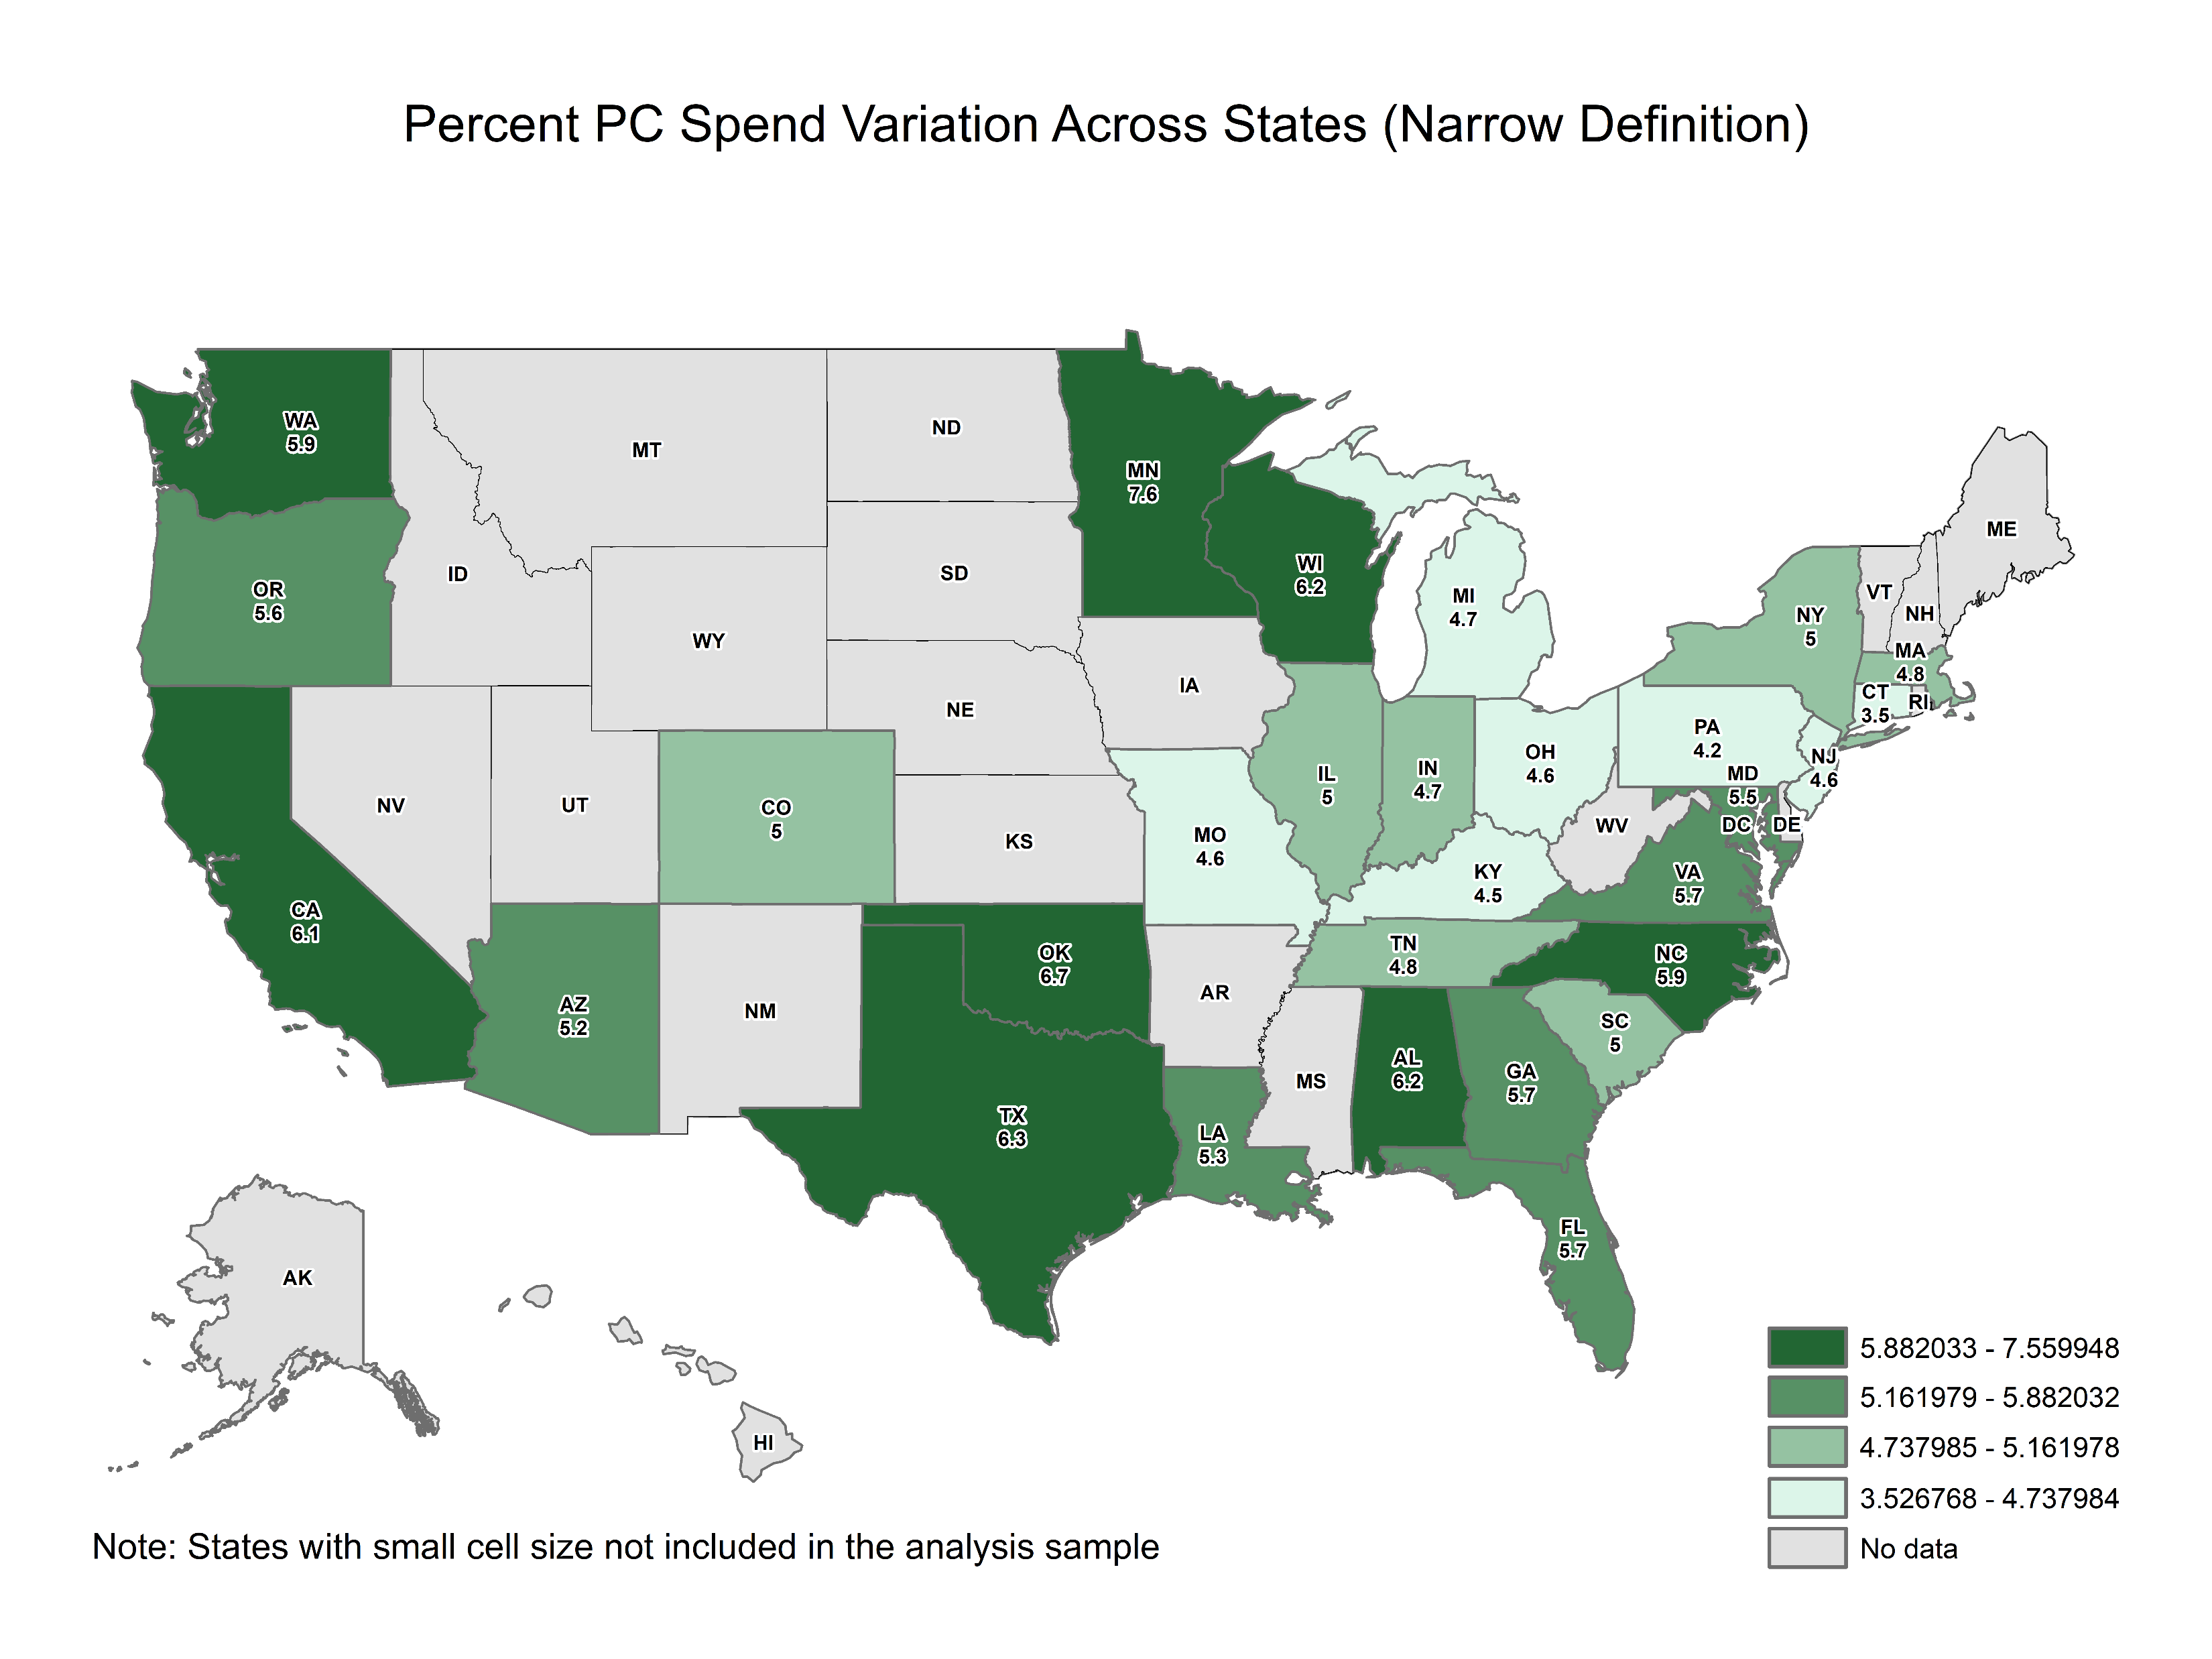 Percent PC Spend Variation Across States (Narrow Definition)
WA
5.9
MT
ND
MN
7.6
ME
OR
5.6
ID
SD
WI
6.2
MI
4.7
NY
5
VT
NH
MA
4.8
WY
IA
NE
CT
3.5
RI
PA
4.2
NJ
4.6
OH
4.6
IN
4.7
IL
5
MD
5.5
NV
UT
CO
5
KS
MO
4.6
WV
DC
DE
KY
4.5
VA
5.7
CA
6.1
OK
6.7
TN
4.8
NC
5.9
AZ
5.2
NM
AR
SC
5
MS
AL
6.2
GA
5.7
TX
6.3
LA
5.3
FL
5.7
AK
HI
5.882033 - 7.559948
5.161979 - 5.882032
4.737985 - 5.161978
3.526768 - 4.737984
No data
Note: States with small cell size not included in the analysis sample